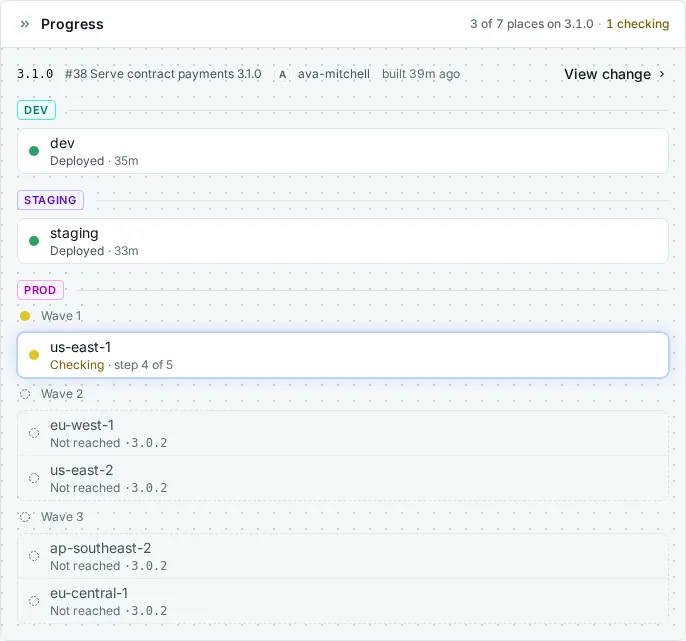 » Progress 3 of 7 places on 3.1.0 · 1 checking
3.1.0 #38 Serve contract payments 3.1.0 A ava-mitchell built 39m ago View change ›
DEV
dev
Deployed · 35m
STAGING
staging
Deployed · 33m
PROD
Wave 1
us-east-1
Checking · step 4 of 5
Wave 2
eu-west-1
Not reached · 3.0.2
us-east-2
Not reached · 3.0.2
Wave 3
ap-southeast-2
Not reached · 3.0.2
eu-central-1
Not reached · 3.0.2